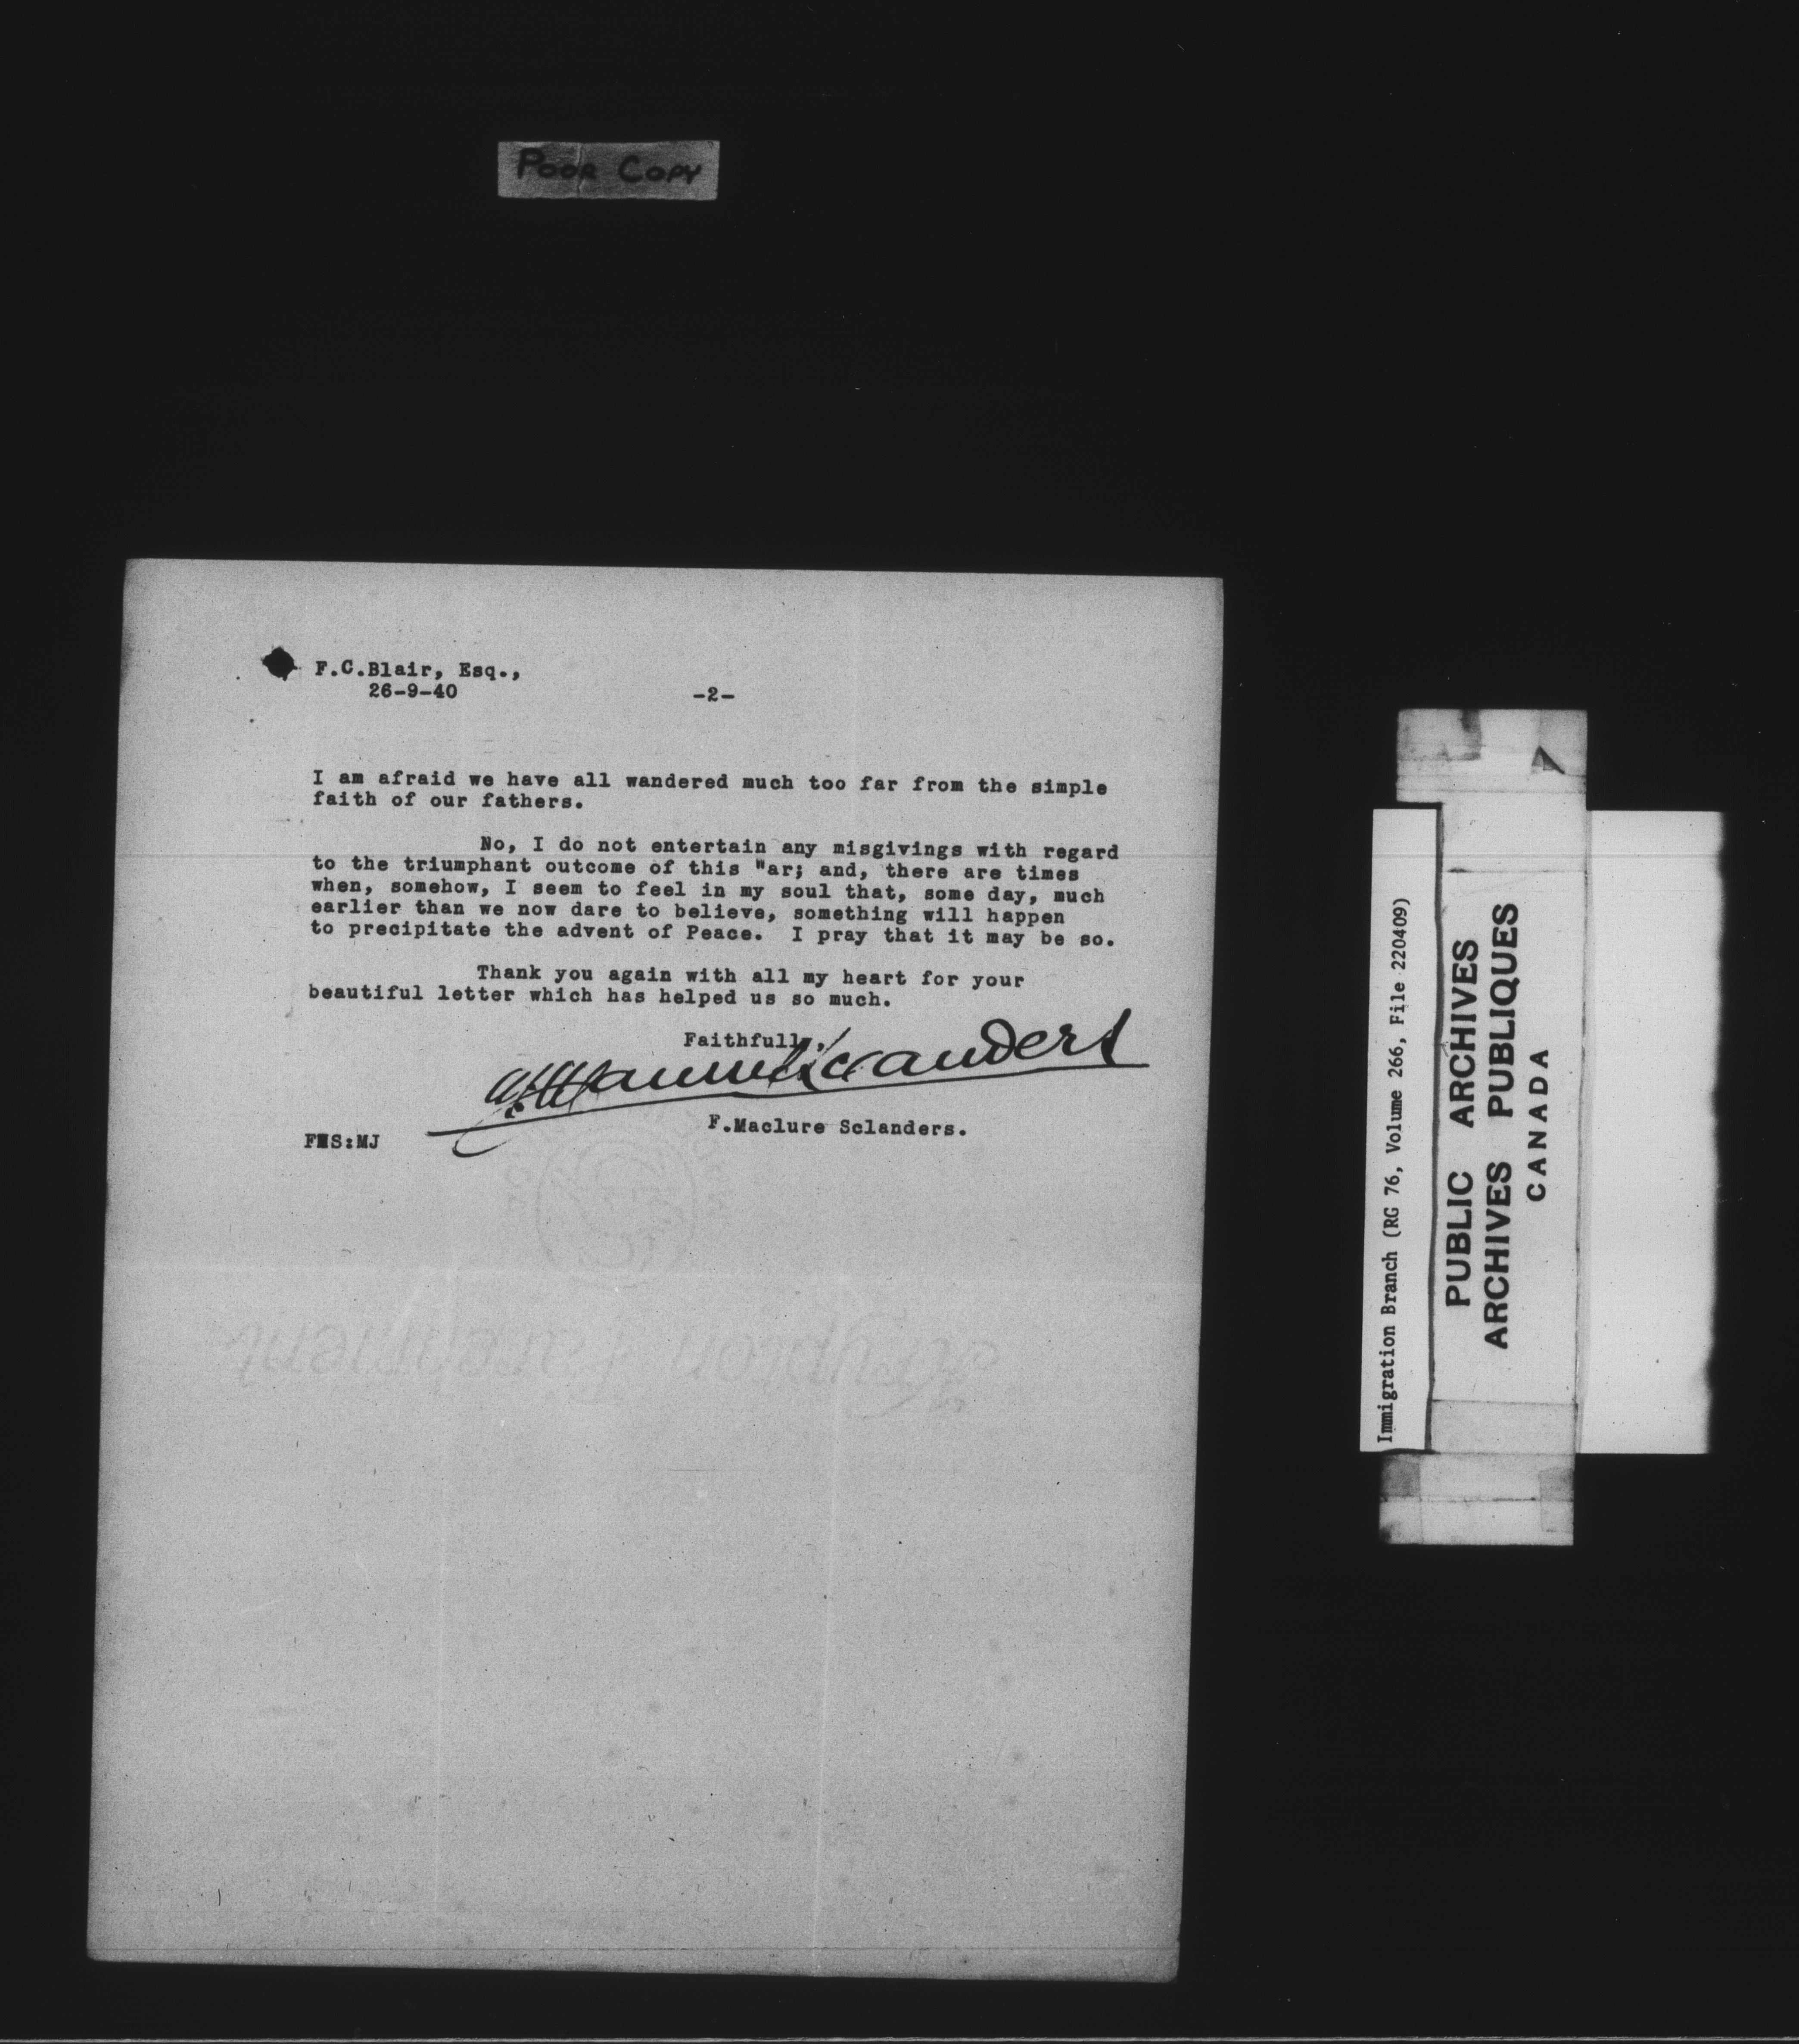 POOR COPY
F.C.Blair, Esq.,
26-9-40
-2-
I am afraid we have all wandered much too far from the simple
faith of our fathers.
No, I do not entertain any misgivings with regard
to the triumphant outcome of this "ar; and, there are times
when, somehow, I seem to feel in my soul that, some day, much
earlier than we now dare to believe, something will happen
to precipitate the advent of Peace. I pray that it may be so.
Thank you again with all my heart for your
beautiful letter which has helped us so much.
Faithfull,
F.Maclure Sclanders.
FMS:MJ
Immigration Branch (RG 76, Volume 266, File 220409)
PUBLIC ARCHIVES
ARCHIVES PUBLIQUES
CANADA